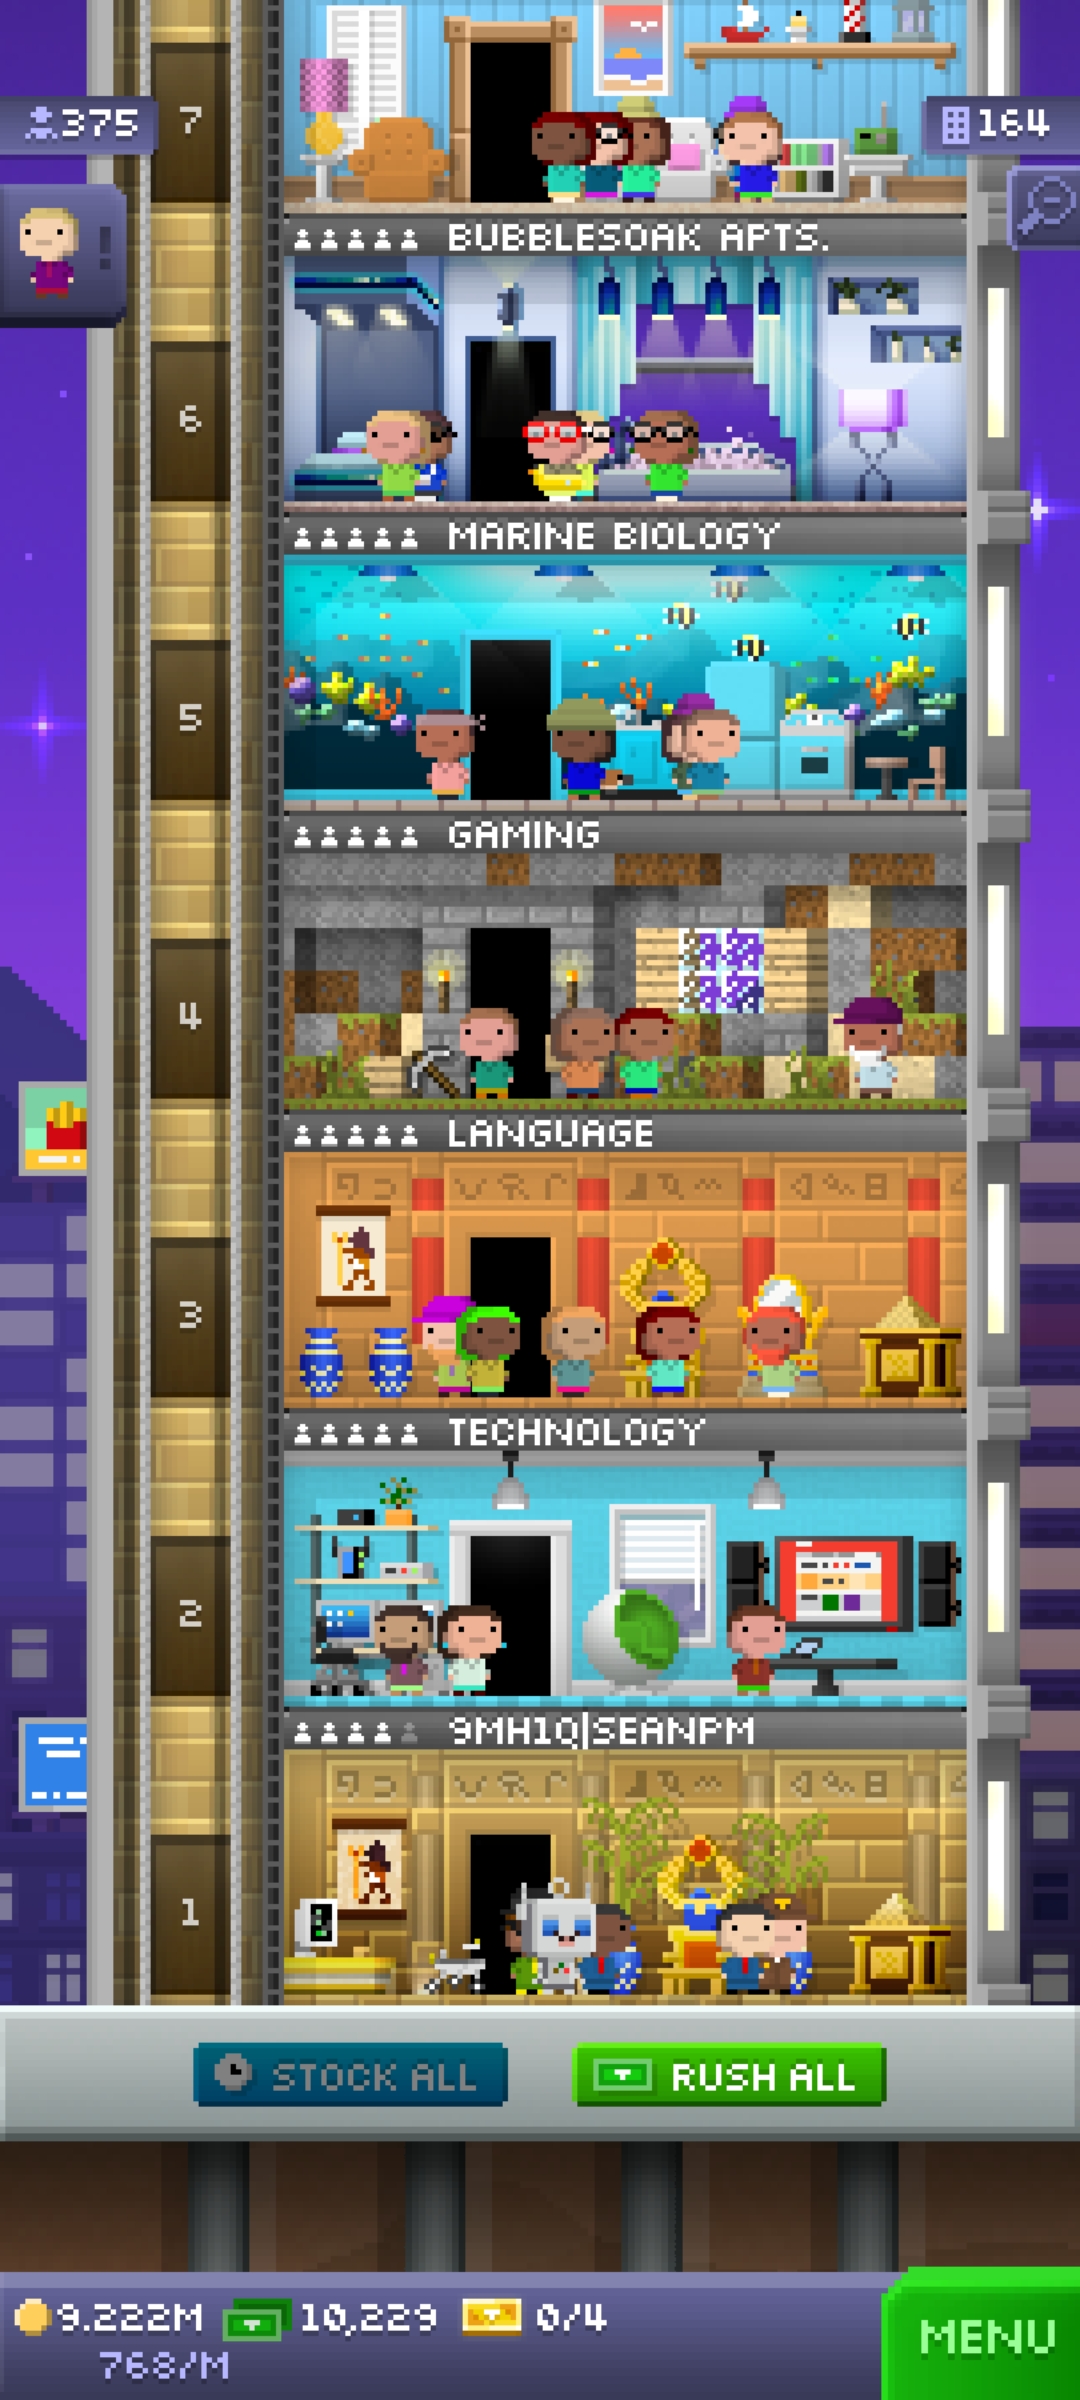 7
375
164
!
BUBBLESOAK APTS.
6
MARINE BIOLOGY
5
GAMING
4
LANGUAGE
3
TECHNOLOGY
2
9MH1Q|SEANPM
1
STOCK ALL
RUSH ALL
9.222M 10,229 0/4
768/M
MENU